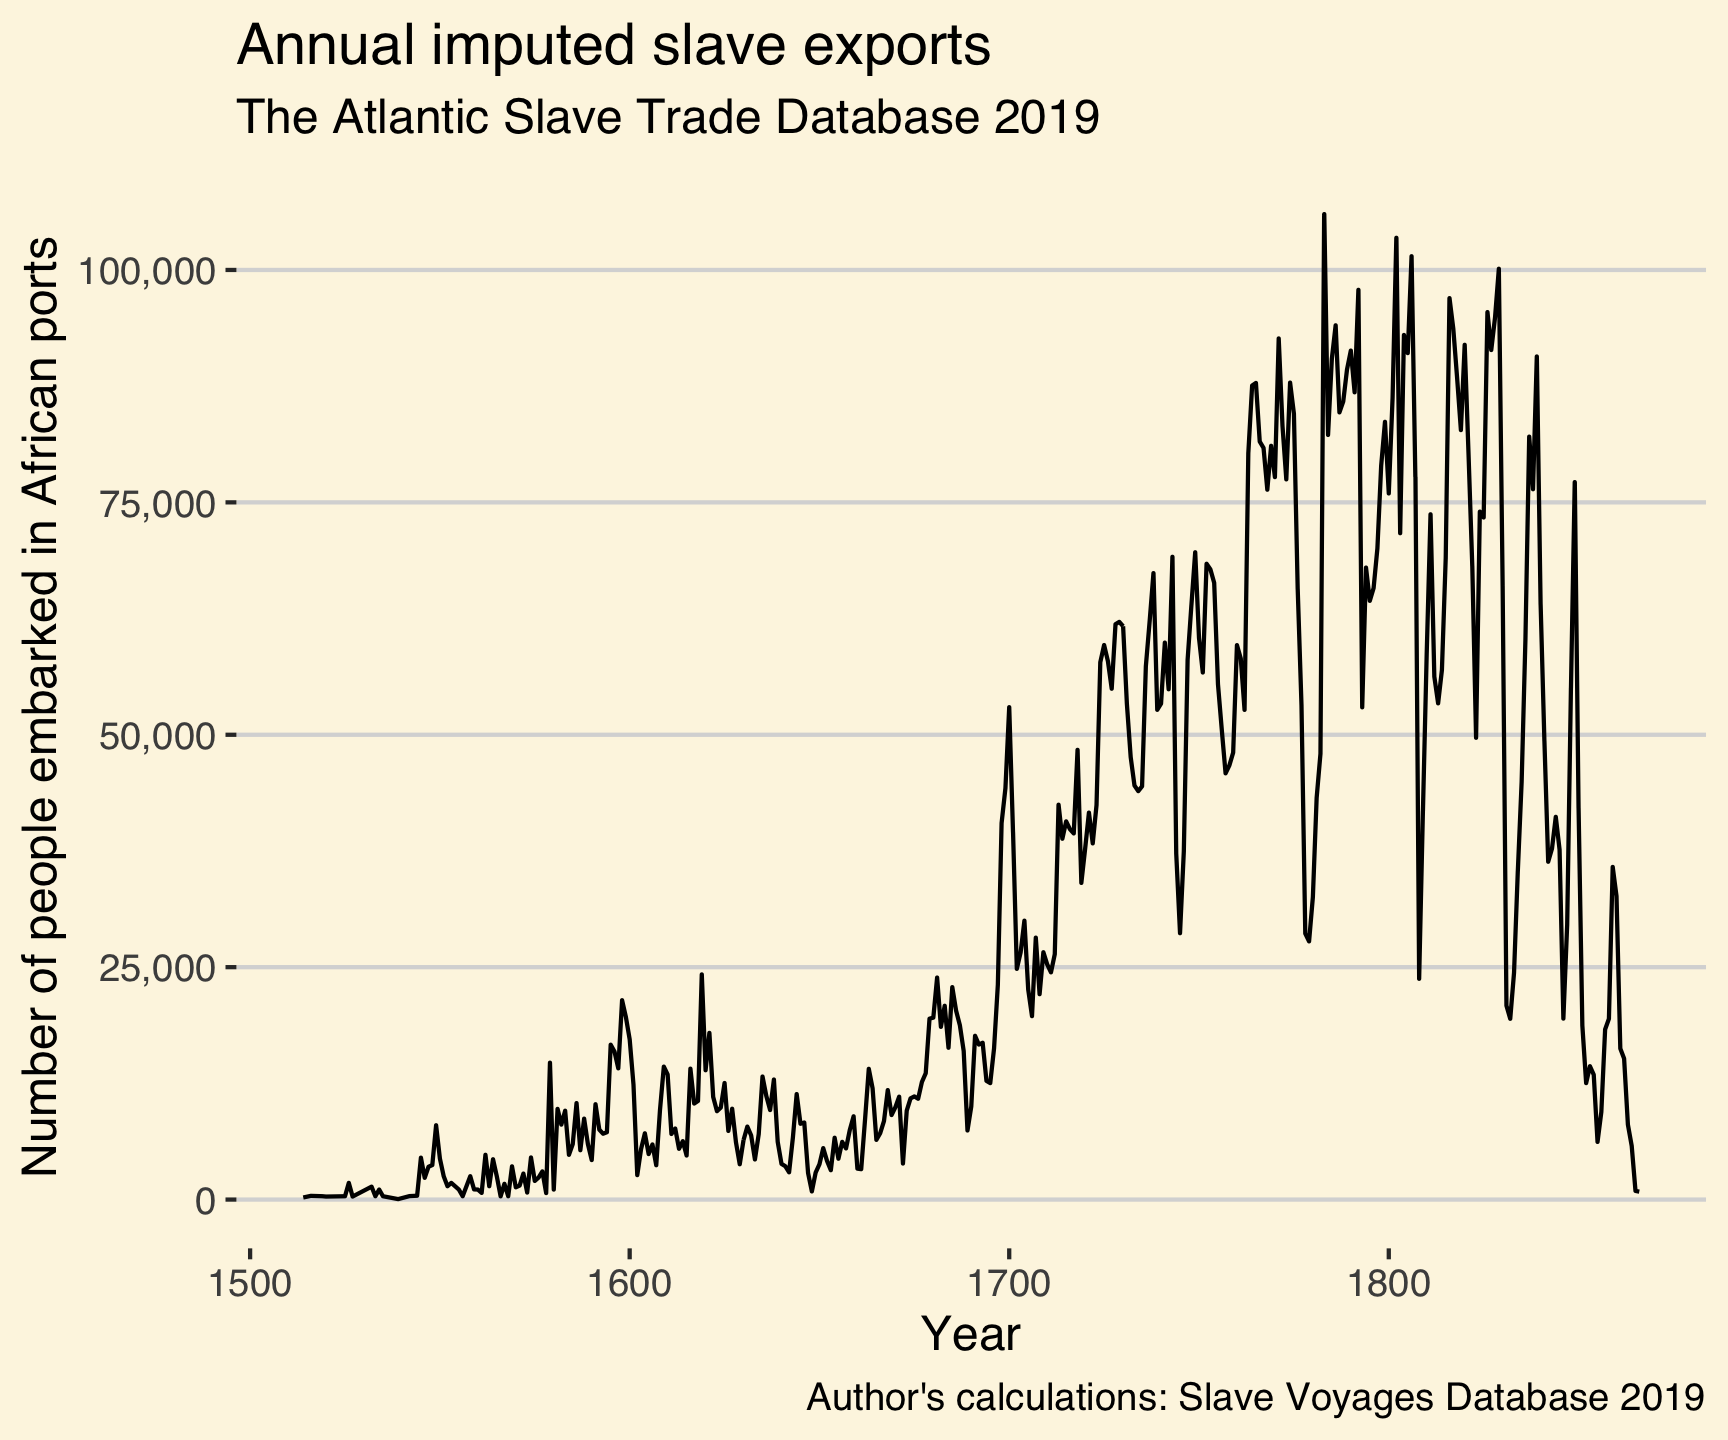 Annual imputed slave exports
The Atlantic Slave Trade Database 2019
Number of people embarked in African ports
100,000
75,000
50,000
25,000
0
1500
1600
1700
1800
Year
Author's calculations: Slave Voyages Database 2019